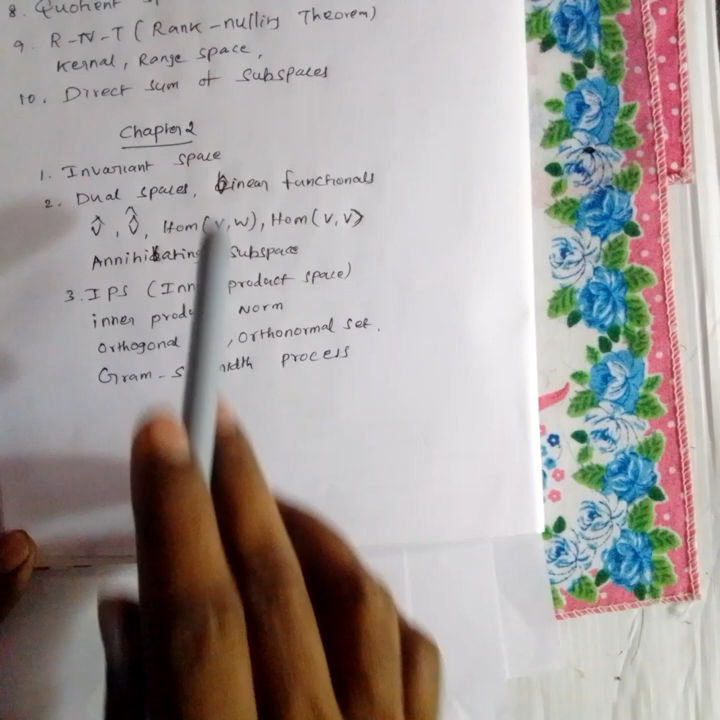 8. Quotient
9. R-N-T (Rank-nullity Theorem)
Kernal, Range space,
10. Direct sum of subspaces
Chapter 2
1. Invariant space
2. Dual spaces, linear functionals
V̂, V̂̂, Hom(V,W), Hom(V,V)
Annihilating subspace
3. IPS (Inn product space)
inner produ Norm
Orthogonal , Orthonormal set.
Gram-S process